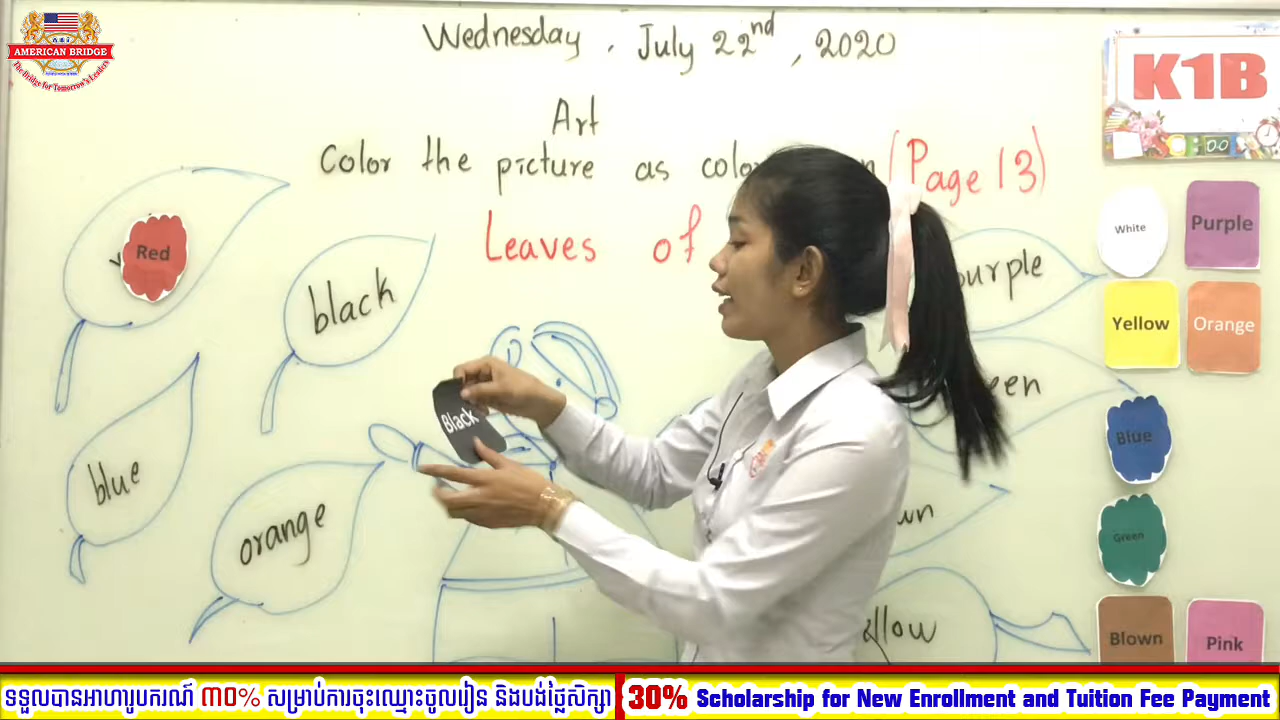 AMERICAN BRIDGE
The Bridge for Tomorrow's Leaders
Wednesday, July 22nd, 2020
K1B
Art
Color the picture as color
(Page 13)
Leaves of
Red
black
blue
orange
Black
purple
yellow
White
Purple
Yellow
Orange
Blue
Green
Blown
Pink
ទទួលបានអាហារូបករណ៍ ៣០% សម្រាប់ការចុះឈ្មោះចូលរៀន និងបង់ថ្លៃសិក្សា
30% Scholarship for New Enrollment and Tuition Fee Payment